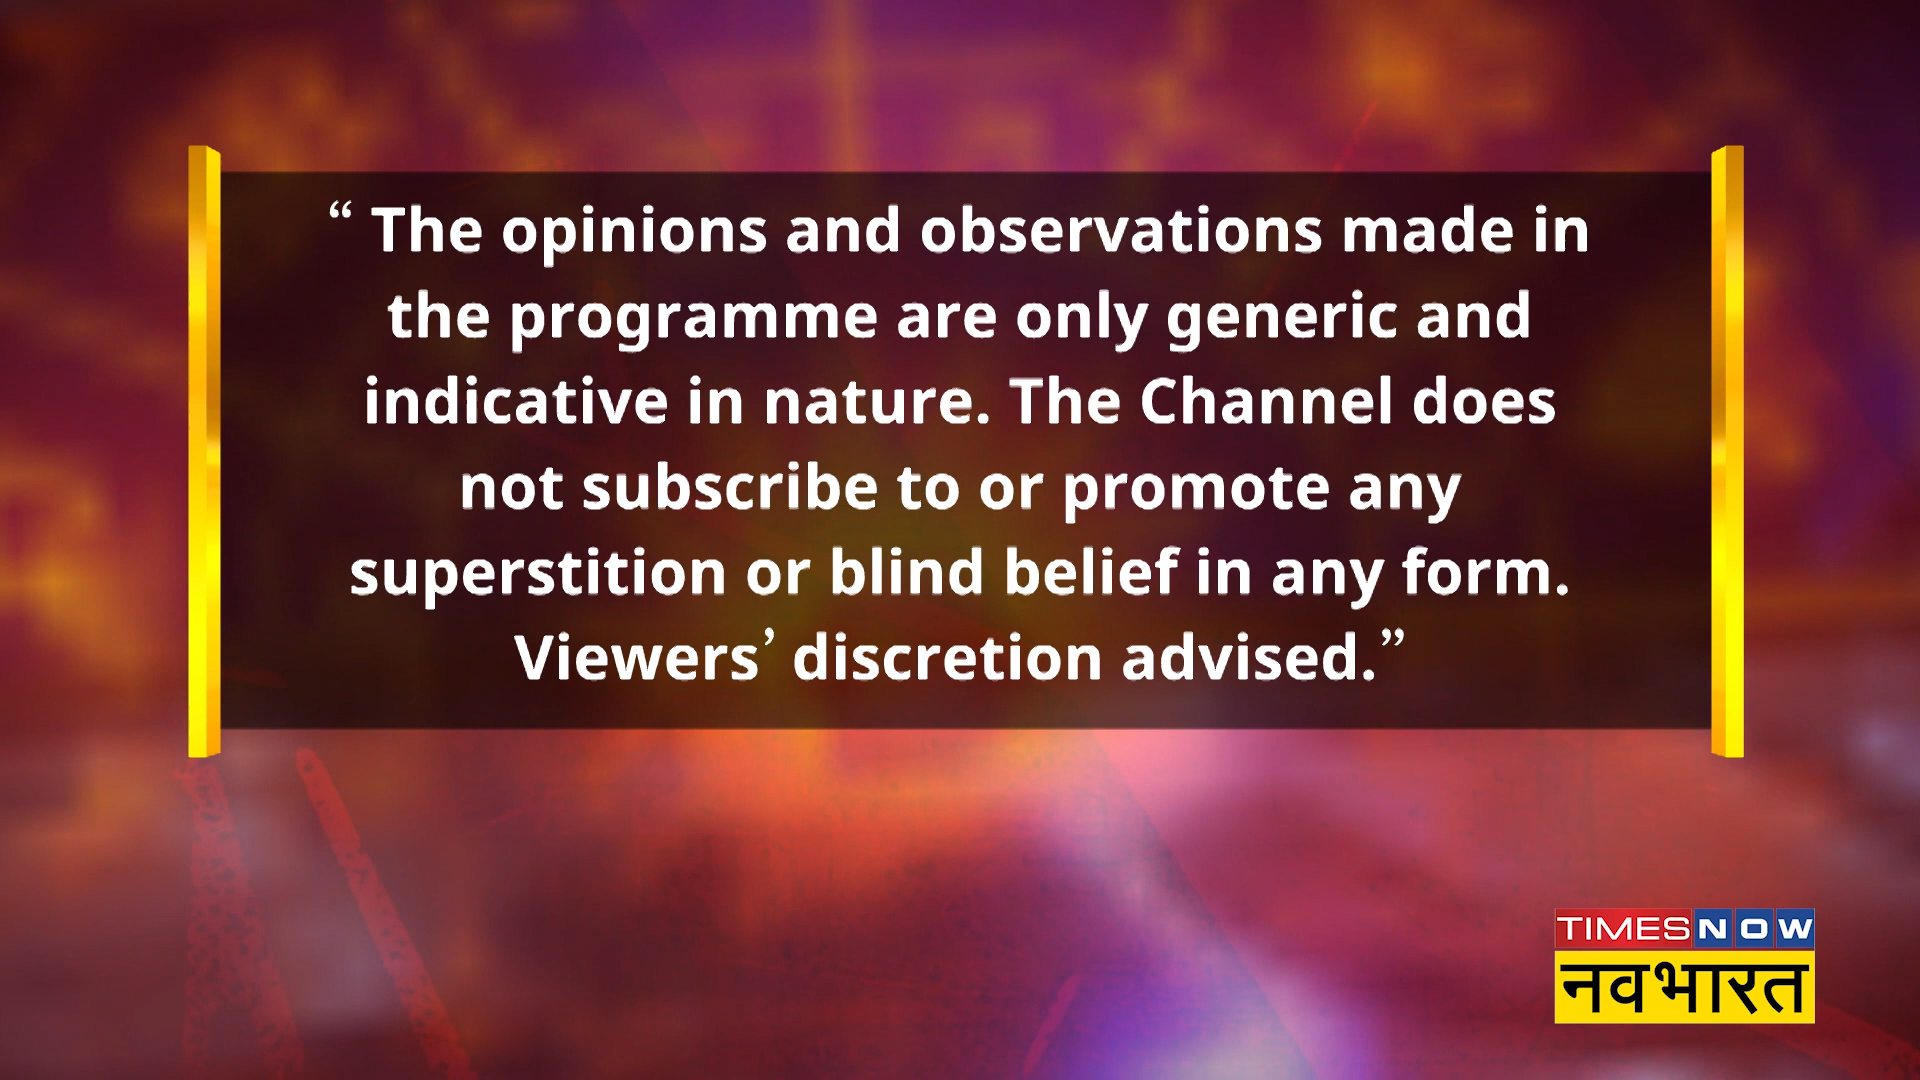 “ The opinions and observations made in
the programme are only generic and
indicative in nature. The Channel does
not subscribe to or promote any
superstition or blind belief in any form.
Viewers’ discretion advised.”
TIMES NOW
नवभारत